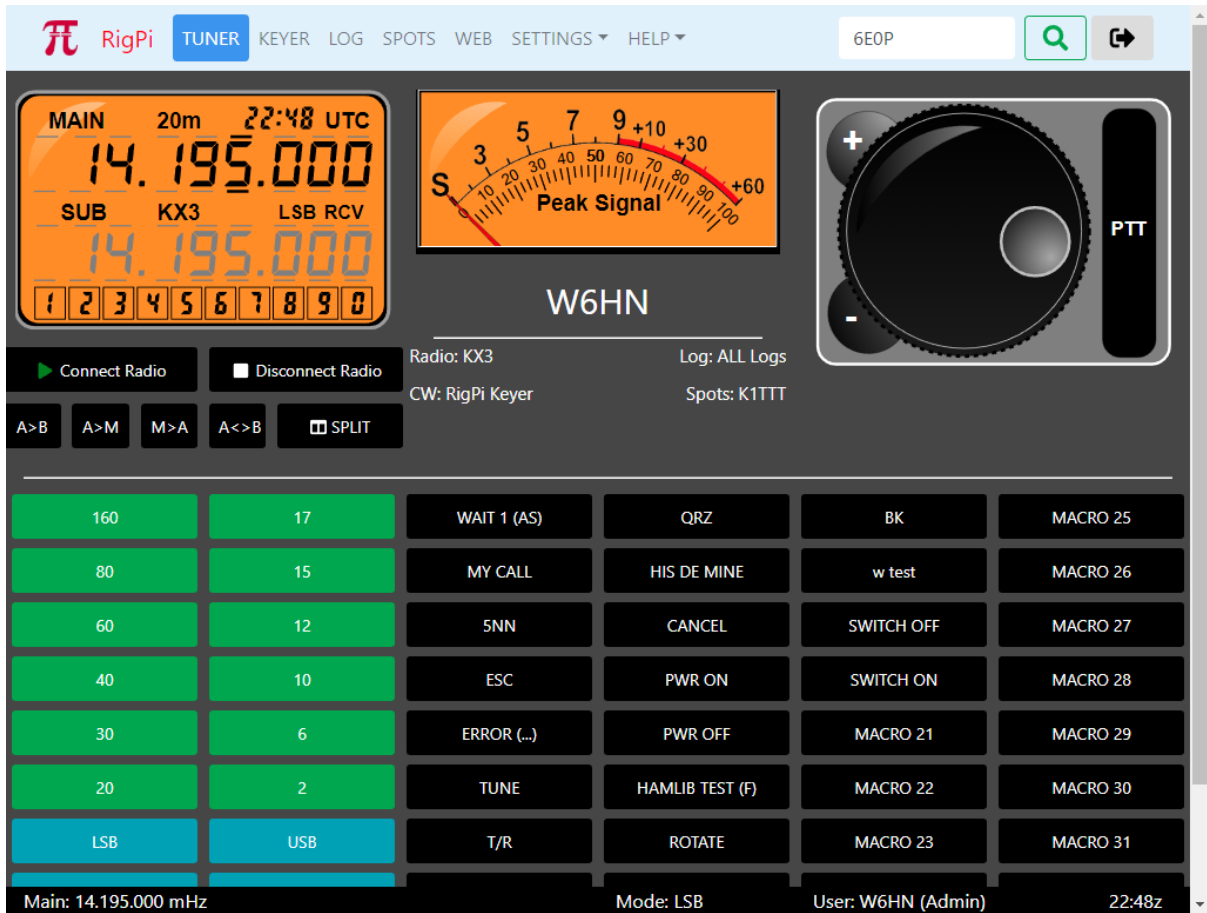 π RigPi TUNER KEYER LOG SPOTS WEB SETTINGS HELP 6E0P
MAIN 20m 22:48 UTC
14.195.000
SUB KX3 LSB RCV
14.195.000
1 2 3 4 5 6 7 8 9 0
S 3 5 7 9 +10 +30 +60
0 10 20 30 40 50 60 70 80 90 100
Peak Signal
+
-
PTT
W6HN
Connect Radio Disconnect Radio
Radio: KX3 Log: ALL Logs
CW: RigPi Keyer Spots: K1TTT
A>B A>M M>A A<>B SPLIT
160 17 WAIT 1 (AS) QRZ BK MACRO 25
80 15 MY CALL HIS DE MINE w test MACRO 26
60 12 5NN CANCEL SWITCH OFF MACRO 27
40 10 ESC PWR ON SWITCH ON MACRO 28
30 6 ERROR (...) PWR OFF MACRO 21 MACRO 29
20 2 TUNE HAMLIB TEST (F) MACRO 22 MACRO 30
LSB USB T/R ROTATE MACRO 23 MACRO 31
Main: 14.195.000 mHz Mode: LSB User: W6HN (Admin) 22:48z